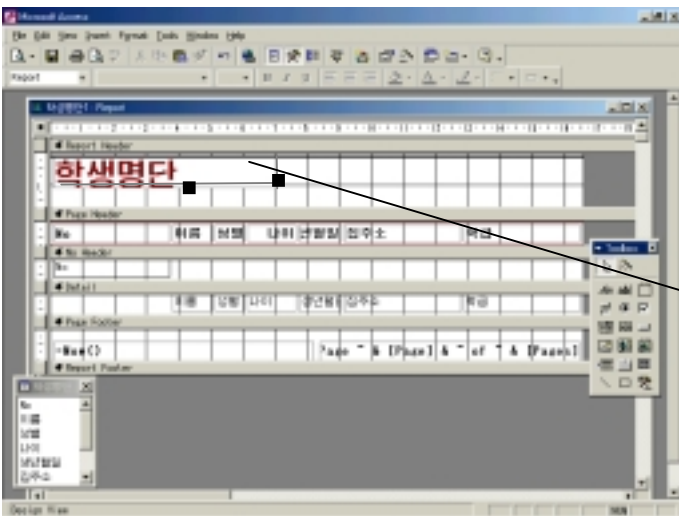 Microsoft Access
File Edit View Insert Format Tools Window Help
Report
학생명단1 : Report
Report Header
학생명단
Page Header
No 이름 성별 나이 년월일 집주소 학급
No Header
No
Detail
이름 성별 나이 생년월 집주소 학급
Page Footer
=Now() "Page " & [Page] & " of " & [Pages]
Report Footer
Toolbox
No
이름
성별
나이
생년월일
집주소
Design View
NUM